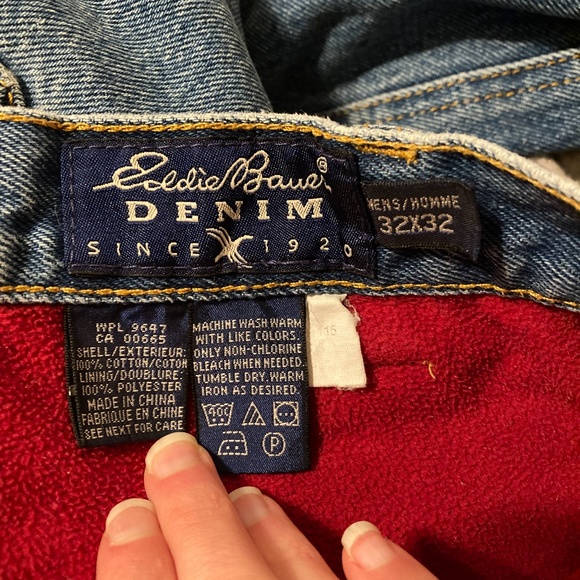 Eddie Bauer®
DENIM
SINCE 1920
MENS/HOMME
32X32
WPL 9647
CA 00665
SHELL/EXTERIEUR:
100% COTTON/COTON
LINING/DOUBLURE:
100% POLYESTER
MADE IN CHINA
FABRIQUE EN CHINE
SEE NEXT FOR CARE
MACHINE WASH WARM
WITH LIKE COLORS.
ONLY NON-CHLORINE
BLEACH WHEN NEEDED.
TUMBLE DRY. WARM
IRON AS DESIRED.
40C
P
15